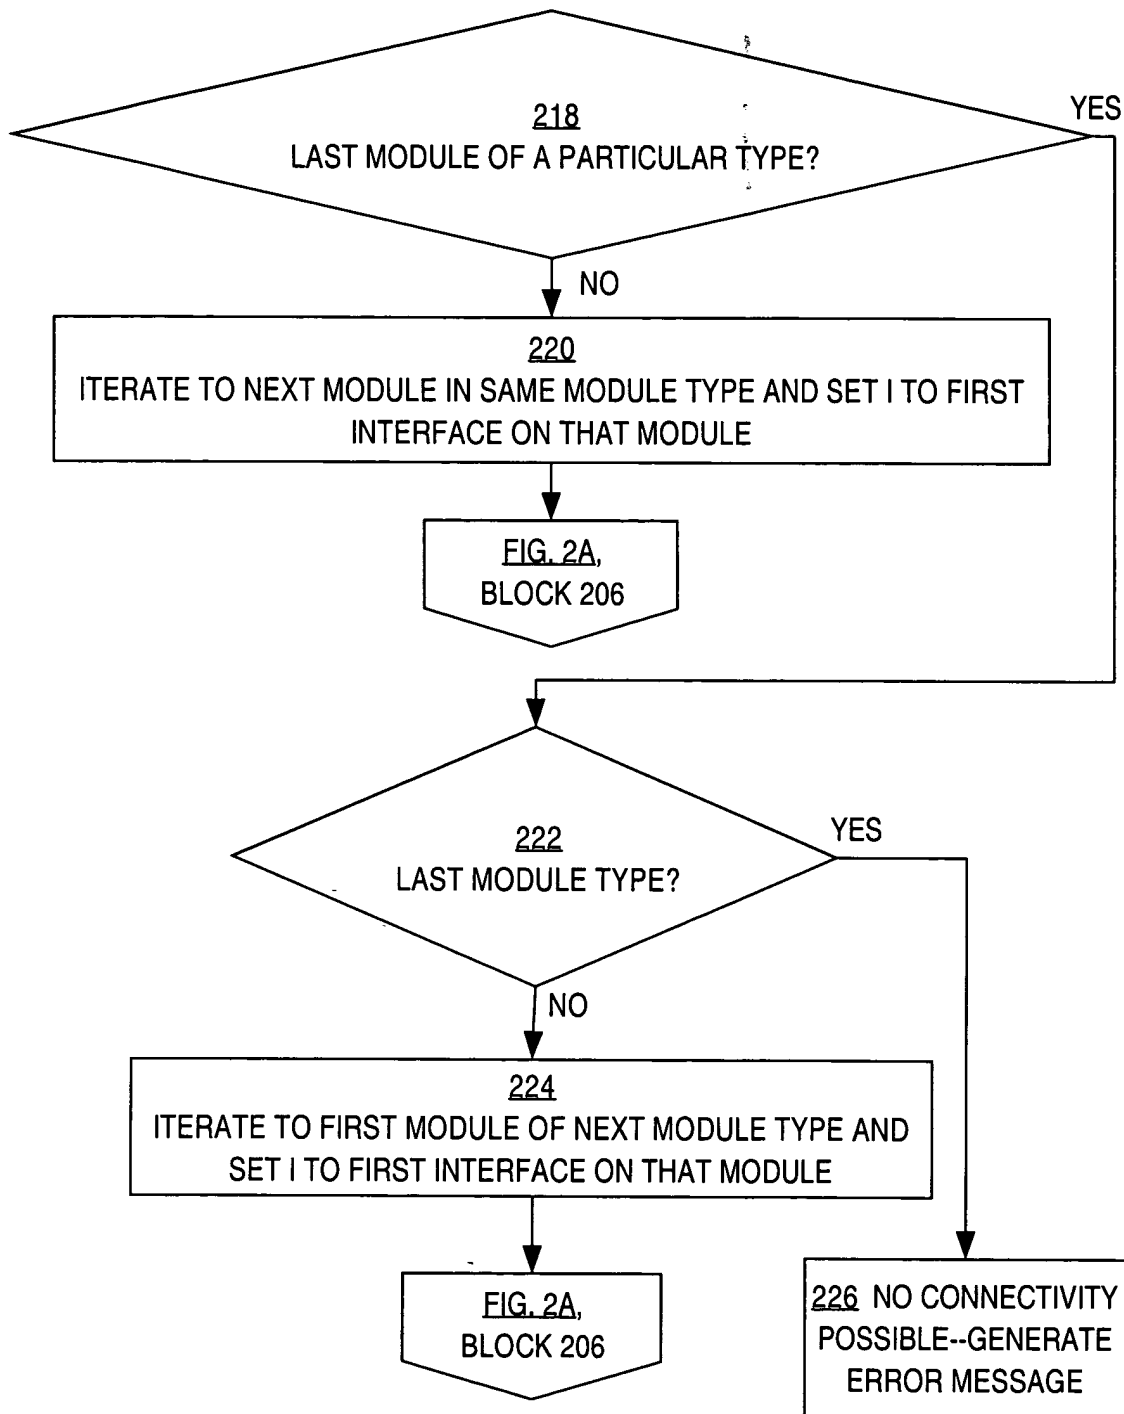 218
LAST MODULE OF A PARTICULAR TYPE?
YES
NO
220
ITERATE TO NEXT MODULE IN SAME MODULE TYPE AND SET I TO FIRST
INTERFACE ON THAT MODULE
FIG. 2A,
BLOCK 206
222
LAST MODULE TYPE?
YES
NO
224
ITERATE TO FIRST MODULE OF NEXT MODULE TYPE AND
SET I TO FIRST INTERFACE ON THAT MODULE
FIG. 2A,
BLOCK 206
226 NO CONNECTIVITY
POSSIBLE--GENERATE
ERROR MESSAGE